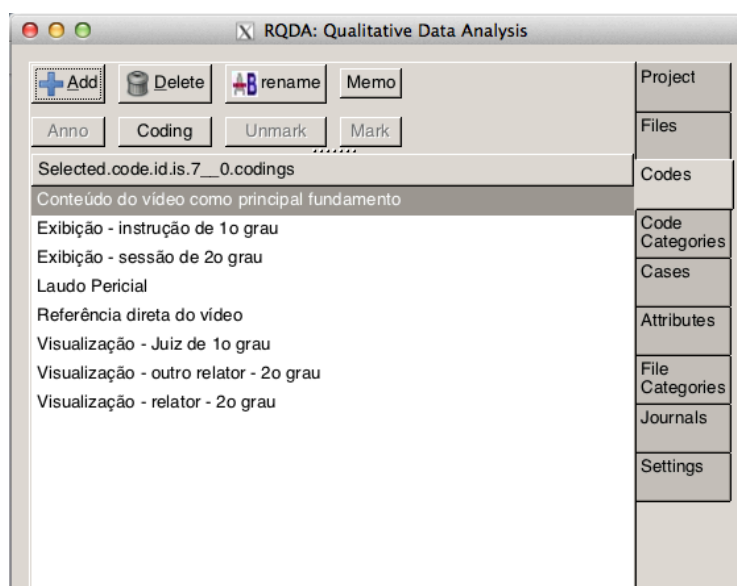 RQDA: Qualitative Data Analysis
Add Delete rename Memo
Anno Coding Unmark Mark
Selected.code.id.is.7__0.codings
Conteúdo do vídeo como principal fundamento
Exibição - instrução de 1o grau
Exibição - sessão de 2o grau
Laudo Pericial
Referência direta do vídeo
Visualização - Juiz de 1o grau
Visualização - outro relator - 2o grau
Visualização - relator - 2o grau
Project
Files
Codes
Code
Categories
Cases
Attributes
File
Categories
Journals
Settings